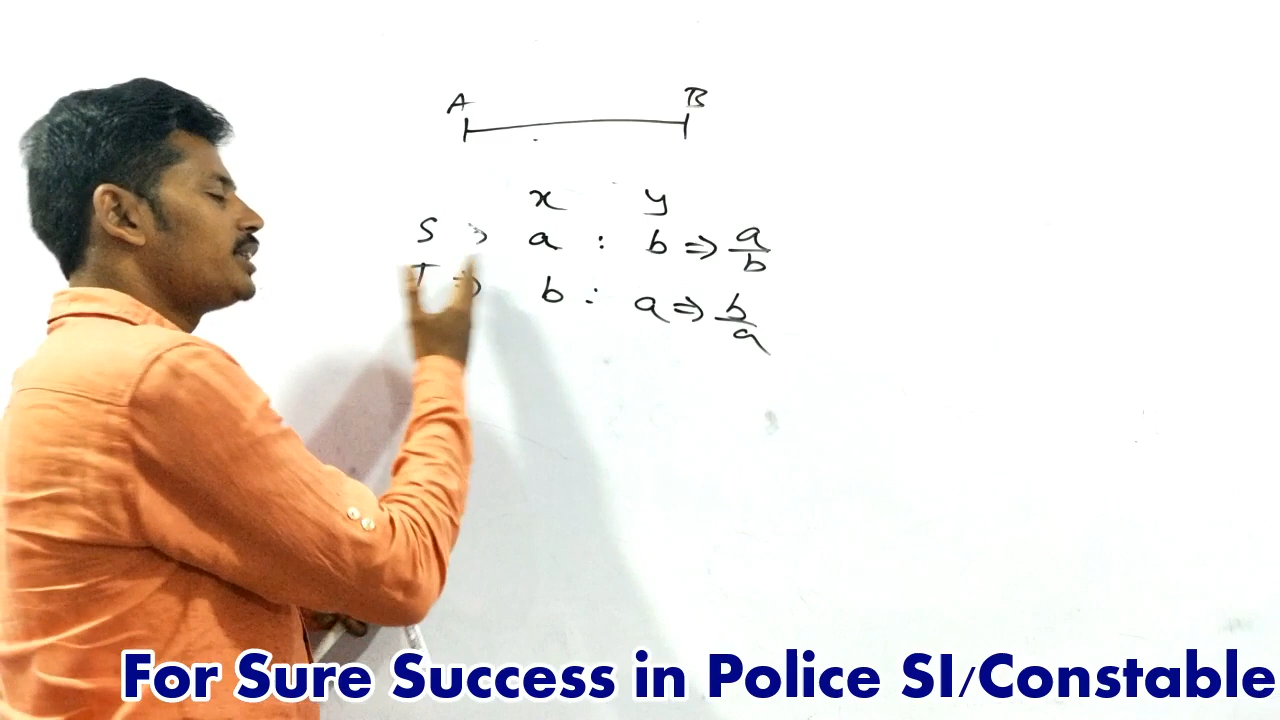 A B
x y
S ⇒ a : b ⇒ a/b
T ⇒ b : a ⇒ b/a
For Sure Success in Police SI/Constable